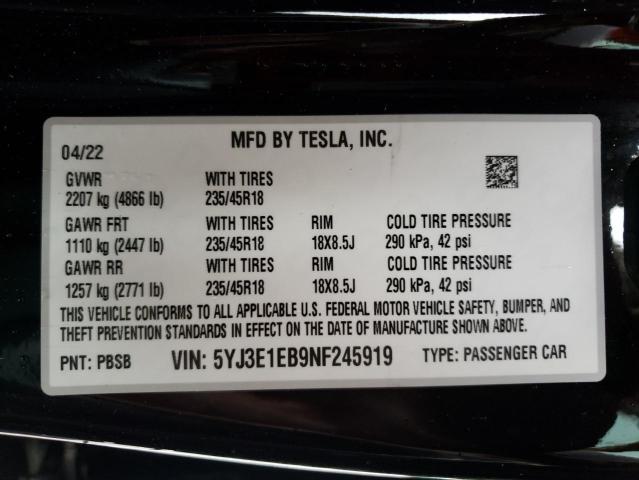 MFD BY TESLA, INC.
04/22
GVWR WITH TIRES
2207 kg (4866 lb) 235/45R18
GAWR FRT WITH TIRES RIM COLD TIRE PRESSURE
1110 kg (2447 lb) 235/45R18 18X8.5J 290 kPa, 42 psi
GAWR RR WITH TIRES RIM COLD TIRE PRESSURE
1257 kg (2771 lb) 235/45R18 18X8.5J 290 kPa, 42 psi
THIS VEHICLE CONFORMS TO ALL APPLICABLE U.S. FEDERAL MOTOR VEHICLE SAFETY, BUMPER, AND
THEFT PREVENTION STANDARDS IN EFFECT ON THE DATE OF MANUFACTURE SHOWN ABOVE.
PNT: PBSB VIN: 5YJ3E1EB9NF245919 TYPE: PASSENGER CAR